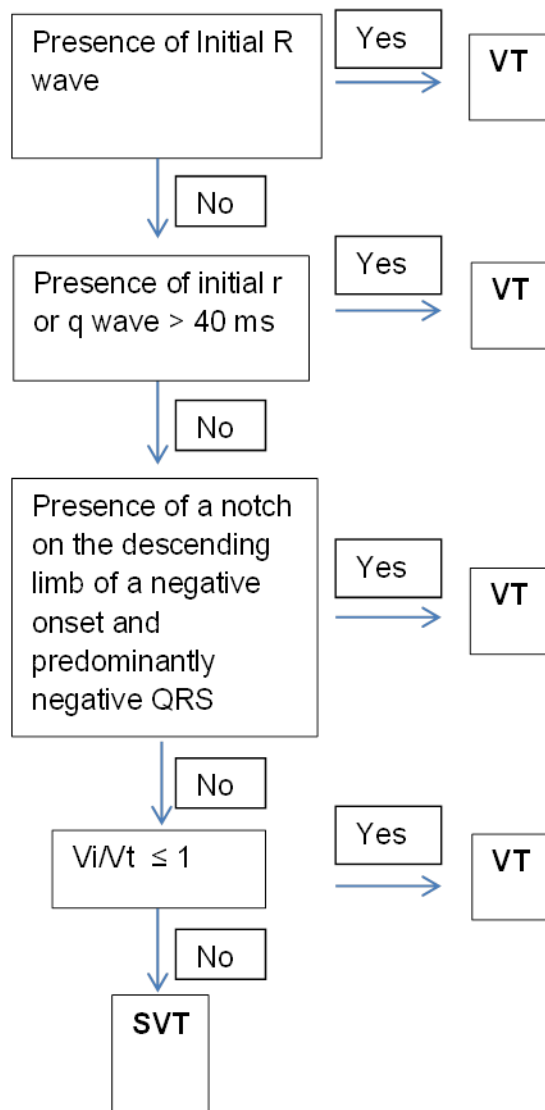 Presence of Initial R
wave
Yes
VT
No
Presence of initial r
or q wave > 40 ms
Yes
VT
No
Presence of a notch
on the descending
limb of a negative
onset and
predominantly
negative QRS
Yes
VT
No
Vi/Vt ≤ 1
Yes
VT
No
SVT